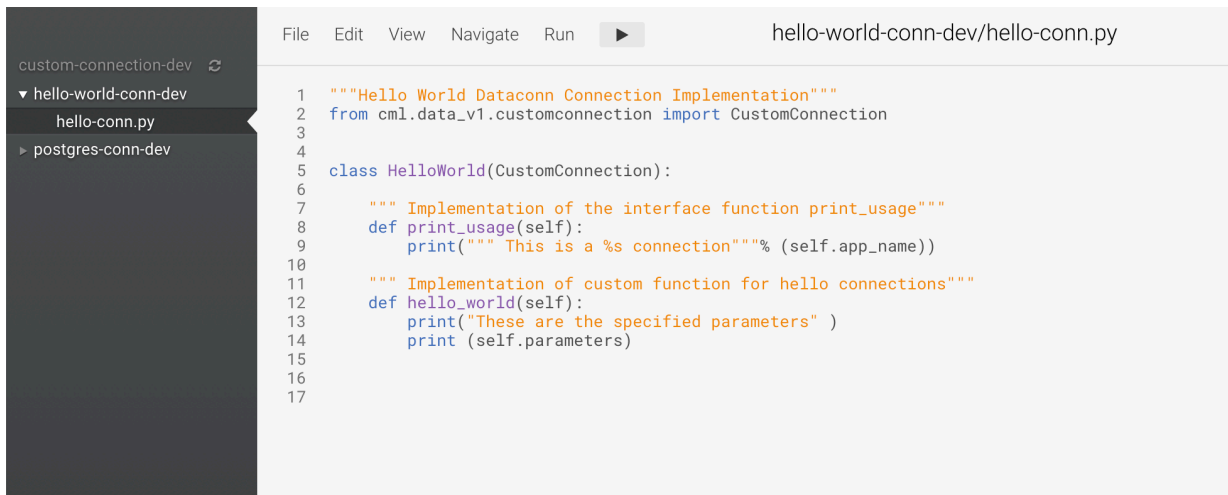 custom-connection-dev
hello-world-conn-dev
hello-conn.py
postgres-conn-dev
File Edit View Navigate Run
hello-world-conn-dev/hello-conn.py
1 """Hello World Dataconn Connection Implementation"""
2 from cml.data_v1.customconnection import CustomConnection
3
4
5 class HelloWorld(CustomConnection):
6
7     """ Implementation of the interface function print_usage"""
8     def print_usage(self):
9         print(""" This is a %s connection"""% (self.app_name))
10
11     """ Implementation of custom function for hello connections"""
12     def hello_world(self):
13         print("These are the specified parameters" )
14         print (self.parameters)
15
16
17